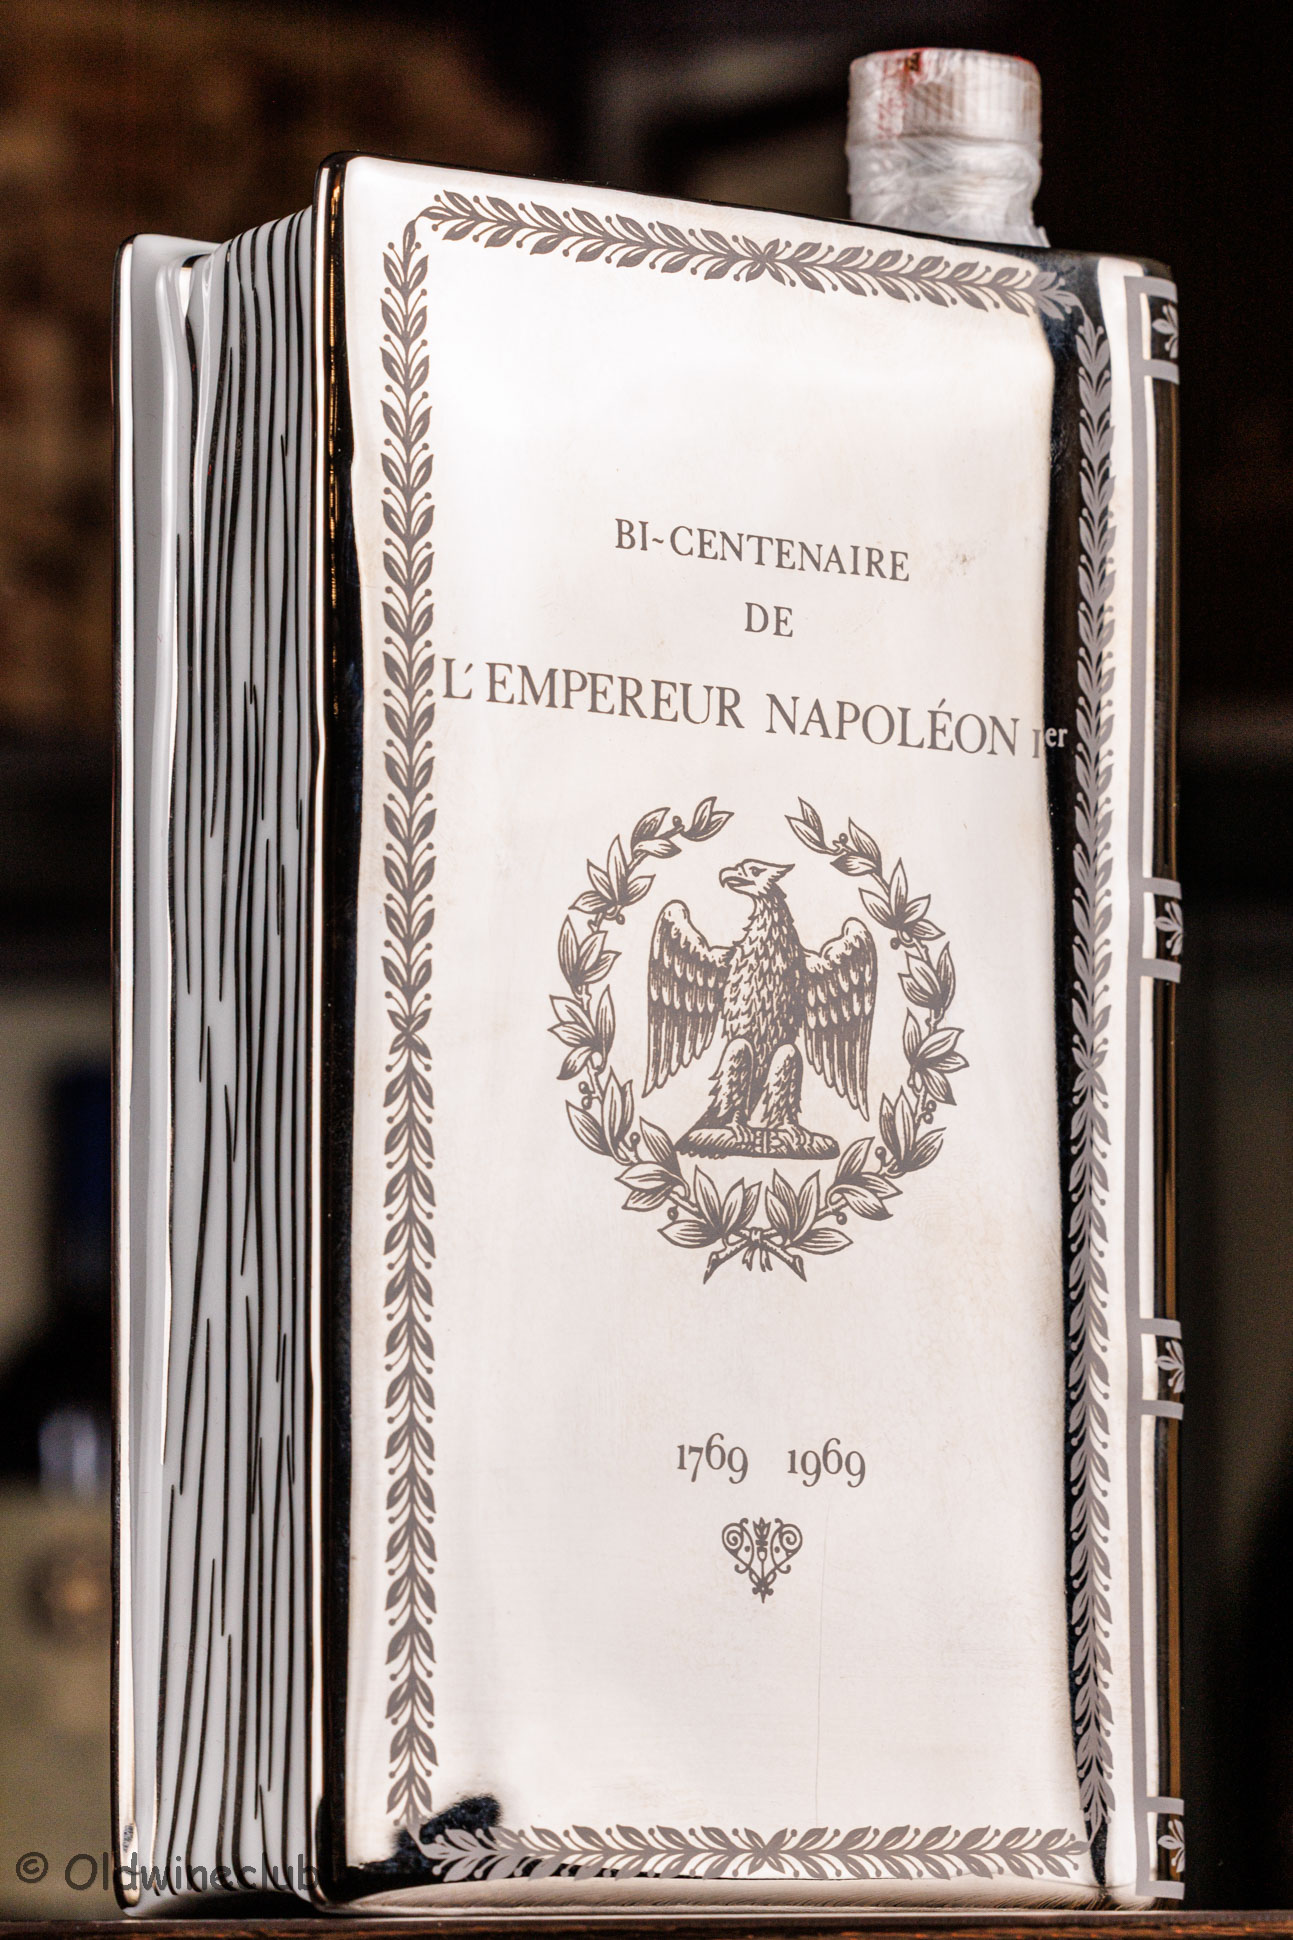 BI-CENTENAIRE
DE
L'EMPEREUR NAPOLÉON Ier
1769 1969
© Oldwineclub